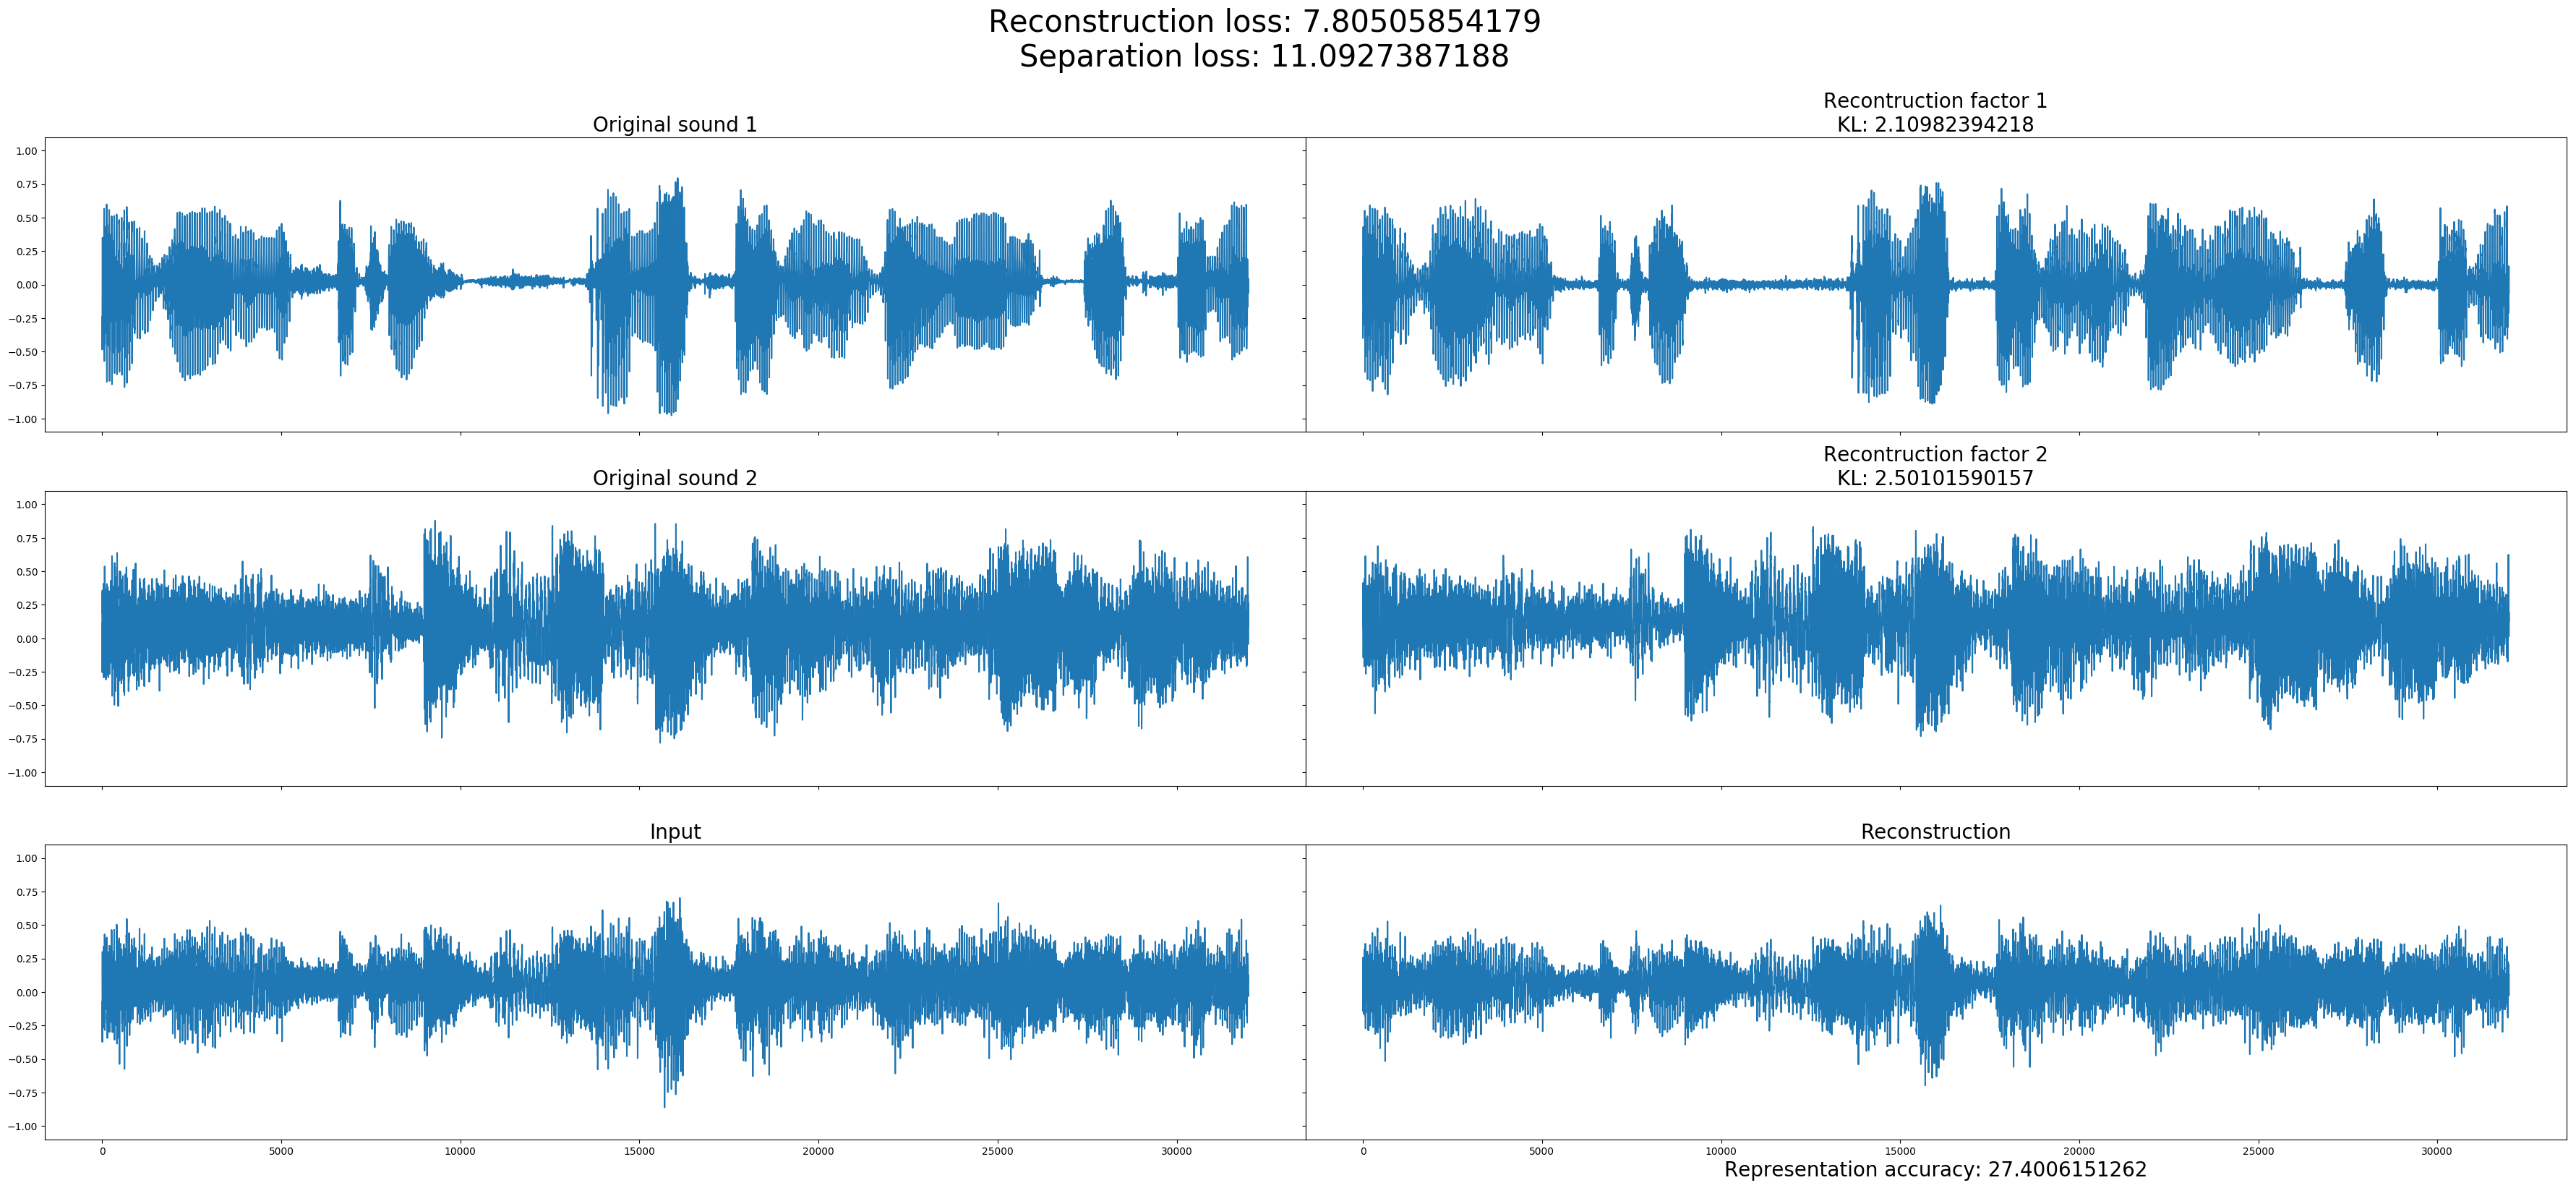 Reconstruction loss: 7.80505854179
Separation loss: 11.0927387188
Original sound 1
Recontruction factor 1
KL: 2.10982394218
1.00
0.75
0.50
0.25
0.00
−0.25
−0.50
−0.75
−1.00
Original sound 2
Recontruction factor 2
KL: 2.50101590157
1.00
0.75
0.50
0.25
0.00
−0.25
−0.50
−0.75
−1.00
Input
Reconstruction
1.00
0.75
0.50
0.25
0.00
−0.25
−0.50
−0.75
−1.00
0 5000 10000 15000 20000 25000 30000
0 5000 10000 15000 20000 25000 30000
Representation accuracy: 27.4006151262